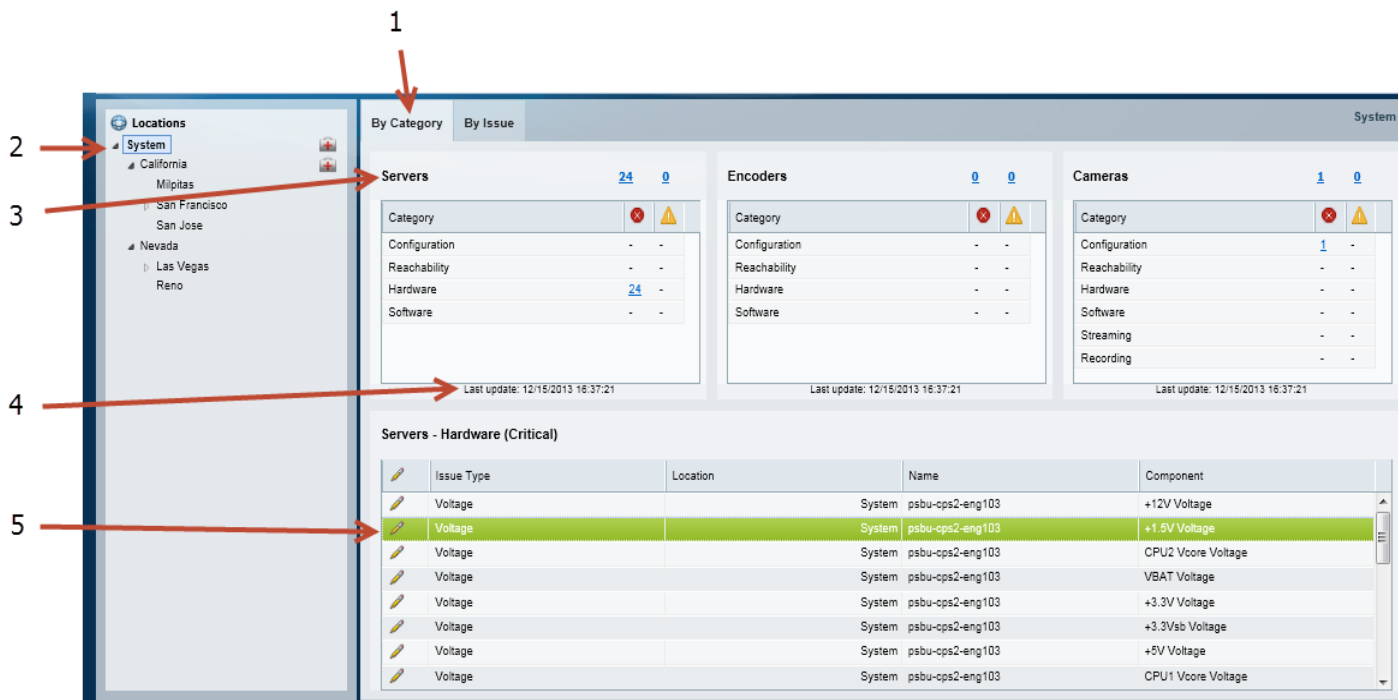 1
2
3
4
5
Locations
System
California
Milpitas
San Francisco
San Jose
Nevada
Las Vegas
Reno
By Category By Issue System
Servers 24 0
Category
Configuration - -
Reachability - -
Hardware 24 -
Software - -
Last update: 12/15/2013 16:37:21
Encoders 0 0
Category
Configuration - -
Reachability - -
Hardware - -
Software - -
Last update: 12/15/2013 16:37:21
Cameras 1 0
Category
Configuration 1 -
Reachability - -
Hardware - -
Software - -
Streaming - -
Recording - -
Last update: 12/15/2013 16:37:21
Servers - Hardware (Critical)
Issue Type Location Name Component
Voltage System psbu-cps2-eng103 +12V Voltage
Voltage System psbu-cps2-eng103 +1.5V Voltage
Voltage System psbu-cps2-eng103 CPU2 Vcore Voltage
Voltage System psbu-cps2-eng103 VBAT Voltage
Voltage System psbu-cps2-eng103 +3.3V Voltage
Voltage System psbu-cps2-eng103 +3.3Vsb Voltage
Voltage System psbu-cps2-eng103 +5V Voltage
Voltage System psbu-cps2-eng103 CPU1 Vcore Voltage